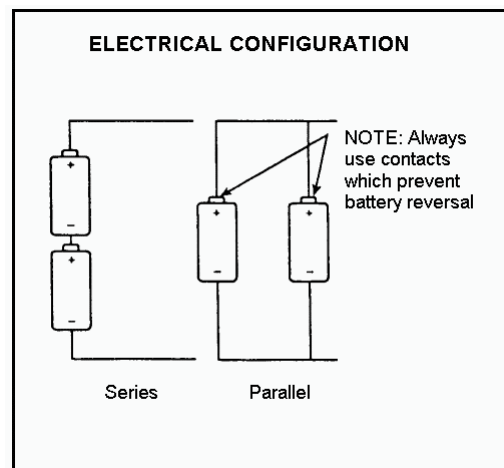 ELECTRICAL CONFIGURATION
NOTE: Always
use contacts
which prevent
battery reversal
+
−
+
−
+
−
+
−
Series
Parallel